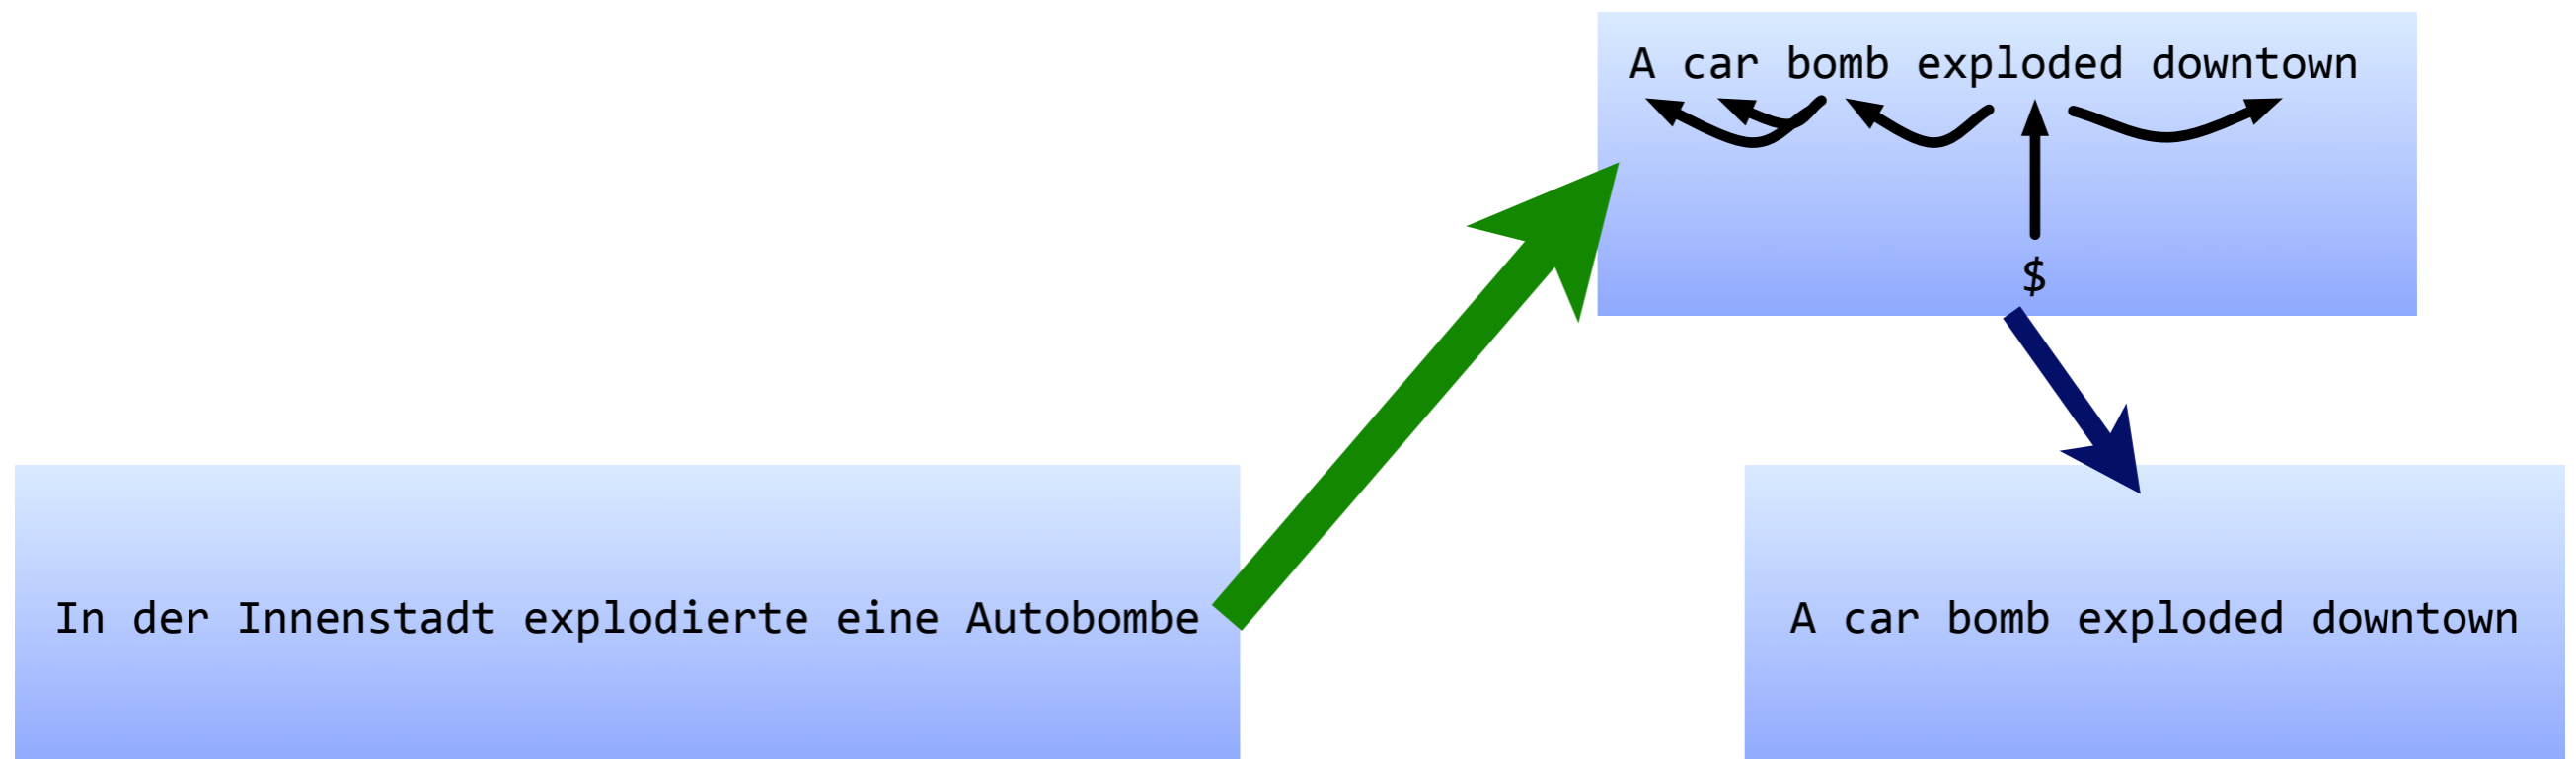 A car bomb exploded downtown
$
In der Innenstadt explodierte eine Autobombe
A car bomb exploded downtown